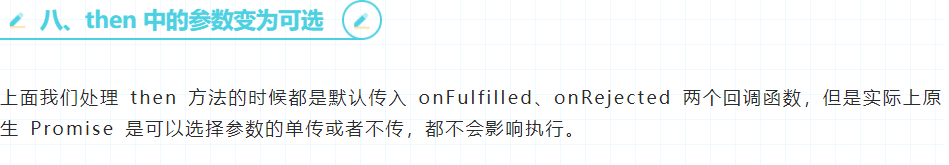 八、then 中的参数变为可选
上面我们处理 then 方法的时候都是默认传入 onFulfilled、onRejected 两个回调函数，但是实际上原
生 Promise 是可以选择参数的单传或者不传，都不会影响执行。